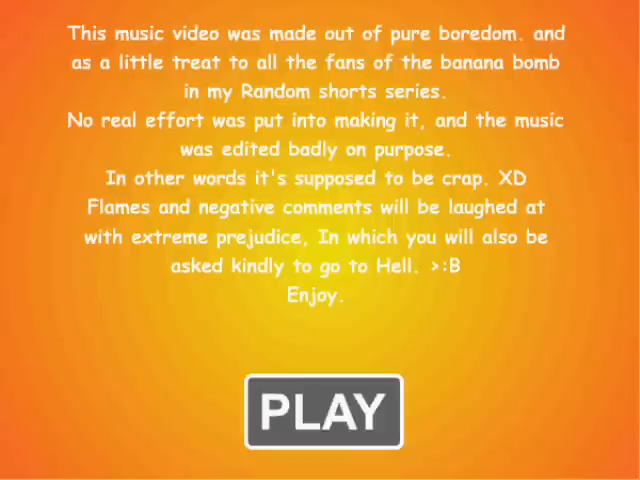 This music video was made out of pure boredom. and
as a little treat to all the fans of the banana bomb
in my Random shorts series.
No real effort was put into making it, and the music
was edited badly on purpose.
In other words it's supposed to be crap. XD
Flames and negative comments will be laughed at
with extreme prejudice, In which you will also be
asked kindly to go to Hell. >:B
Enjoy.
PLAY